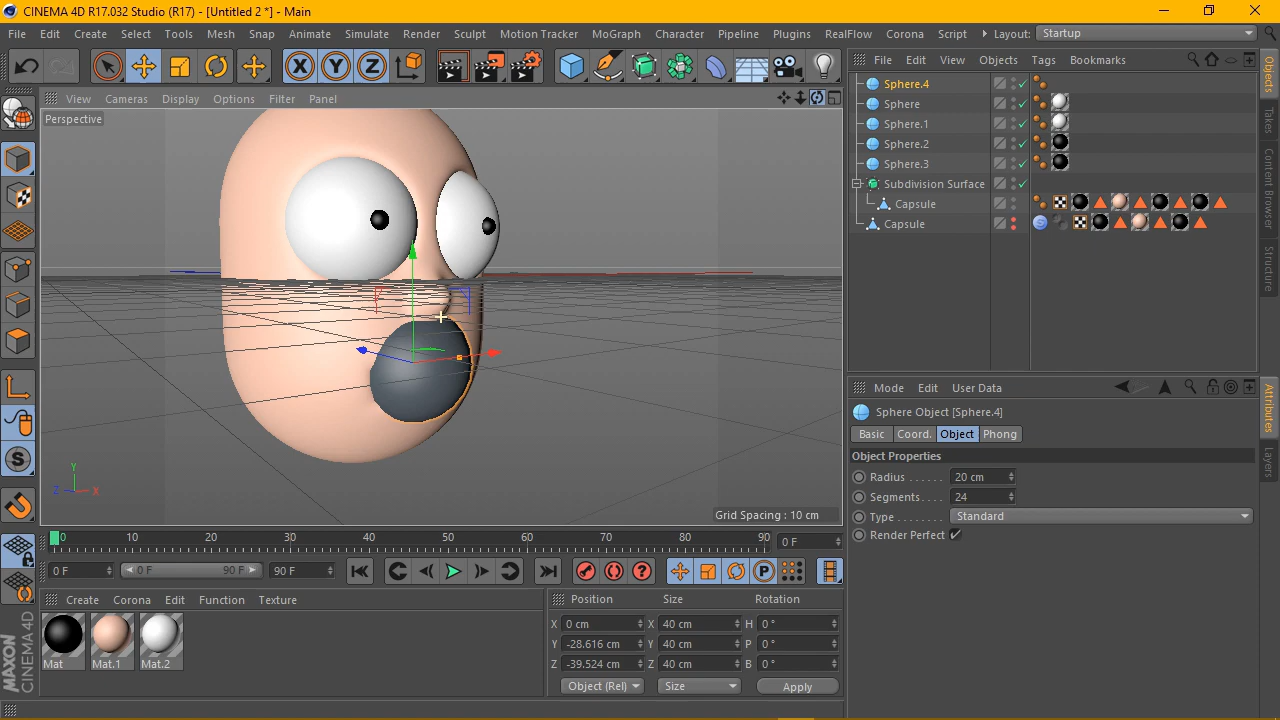 CINEMA 4D R17.032 Studio (R17) - [Untitled 2 *] - Main
File Edit Create Select Tools Mesh Snap Animate Simulate Render Sculpt Motion Tracker MoGraph Character Pipeline Plugins RealFlow Corona Script Layout: Startup
X Y Z
File Edit View Objects Tags Bookmarks
View Cameras Display Options Filter Panel
Perspective
Sphere.4
Sphere
Sphere.1
Sphere.2
Sphere.3
Subdivision Surface
Capsule
Capsule
Objects
Takes
Content Browser
Structure
Mode Edit User Data
Sphere Object [Sphere.4]
Basic Coord. Object Phong
Object Properties
Radius . . . . . . 20 cm
Segments. . . . 24
Type . . . . . . . . Standard
Render Perfect
Attributes
Layers
S
Y
Z X
Grid Spacing : 10 cm
0 10 20 30 40 50 60 70 80 90 0 F
0 F 0 F 90 F 90 F
P
Create Corona Edit Function Texture
Mat Mat.1 Mat.2
Position Size Rotation
X 0 cm X 40 cm H 0 °
Y -28.616 cm Y 40 cm P 0 °
Z -39.524 cm Z 40 cm B 0 °
Object (Rel) Size Apply
MAXON
CINEMA 4D